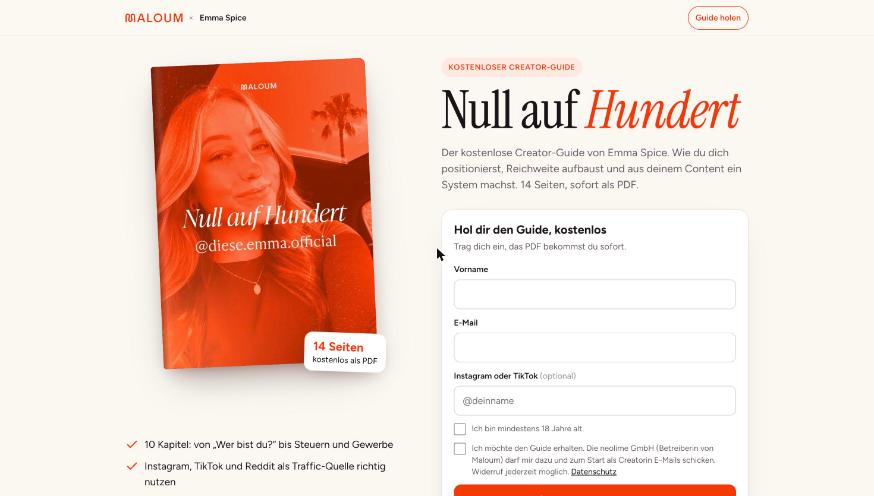 MALOUM × Emma Spice
Guide holen
MALOUM
Null auf Hundert
@diese.emma.official
14 Seiten
kostenlos als PDF
10 Kapitel: von „Wer bist du?" bis Steuern und Gewerbe
Instagram, TikTok und Reddit als Traffic-Quelle richtig
nutzen
KOSTENLOSER CREATOR-GUIDE
Null auf Hundert
Der kostenlose Creator-Guide von Emma Spice. Wie du dich
positionierst, Reichweite aufbaust und aus deinem Content ein
System machst. 14 Seiten, sofort als PDF.
Hol dir den Guide, kostenlos
Trag dich ein, das PDF bekommst du sofort.
Vorname
E-Mail
Instagram oder TikTok (optional)
@deinname
Ich bin mindestens 18 Jahre alt.
Ich möchte den Guide erhalten. Die neolime GmbH (Betreiberin von
Maloum) darf mir dazu und zum Start als Creatorin E-Mails schicken.
Widerruf jederzeit möglich. Datenschutz